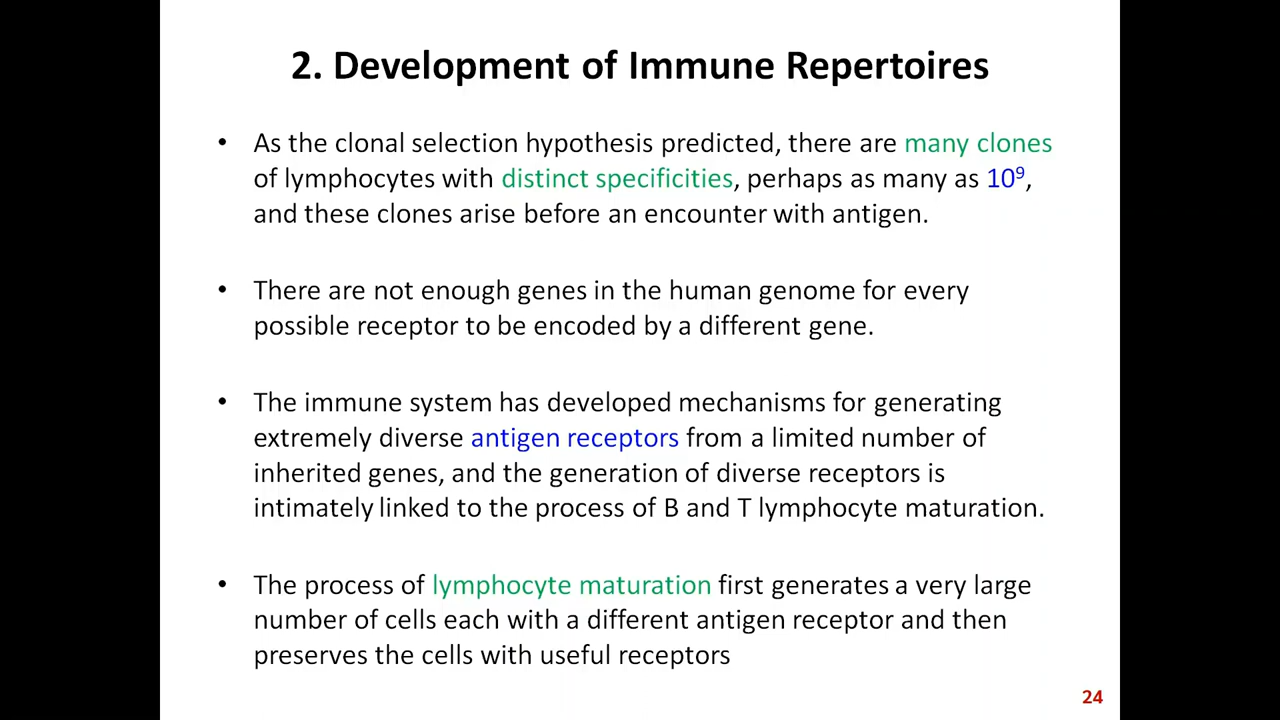 2. Development of Immune Repertoires
• As the clonal selection hypothesis predicted, there are many clones
of lymphocytes with distinct specificities, perhaps as many as 10⁹,
and these clones arise before an encounter with antigen.
• There are not enough genes in the human genome for every
possible receptor to be encoded by a different gene.
• The immune system has developed mechanisms for generating
extremely diverse antigen receptors from a limited number of
inherited genes, and the generation of diverse receptors is
intimately linked to the process of B and T lymphocyte maturation.
• The process of lymphocyte maturation first generates a very large
number of cells each with a different antigen receptor and then
preserves the cells with useful receptors
24